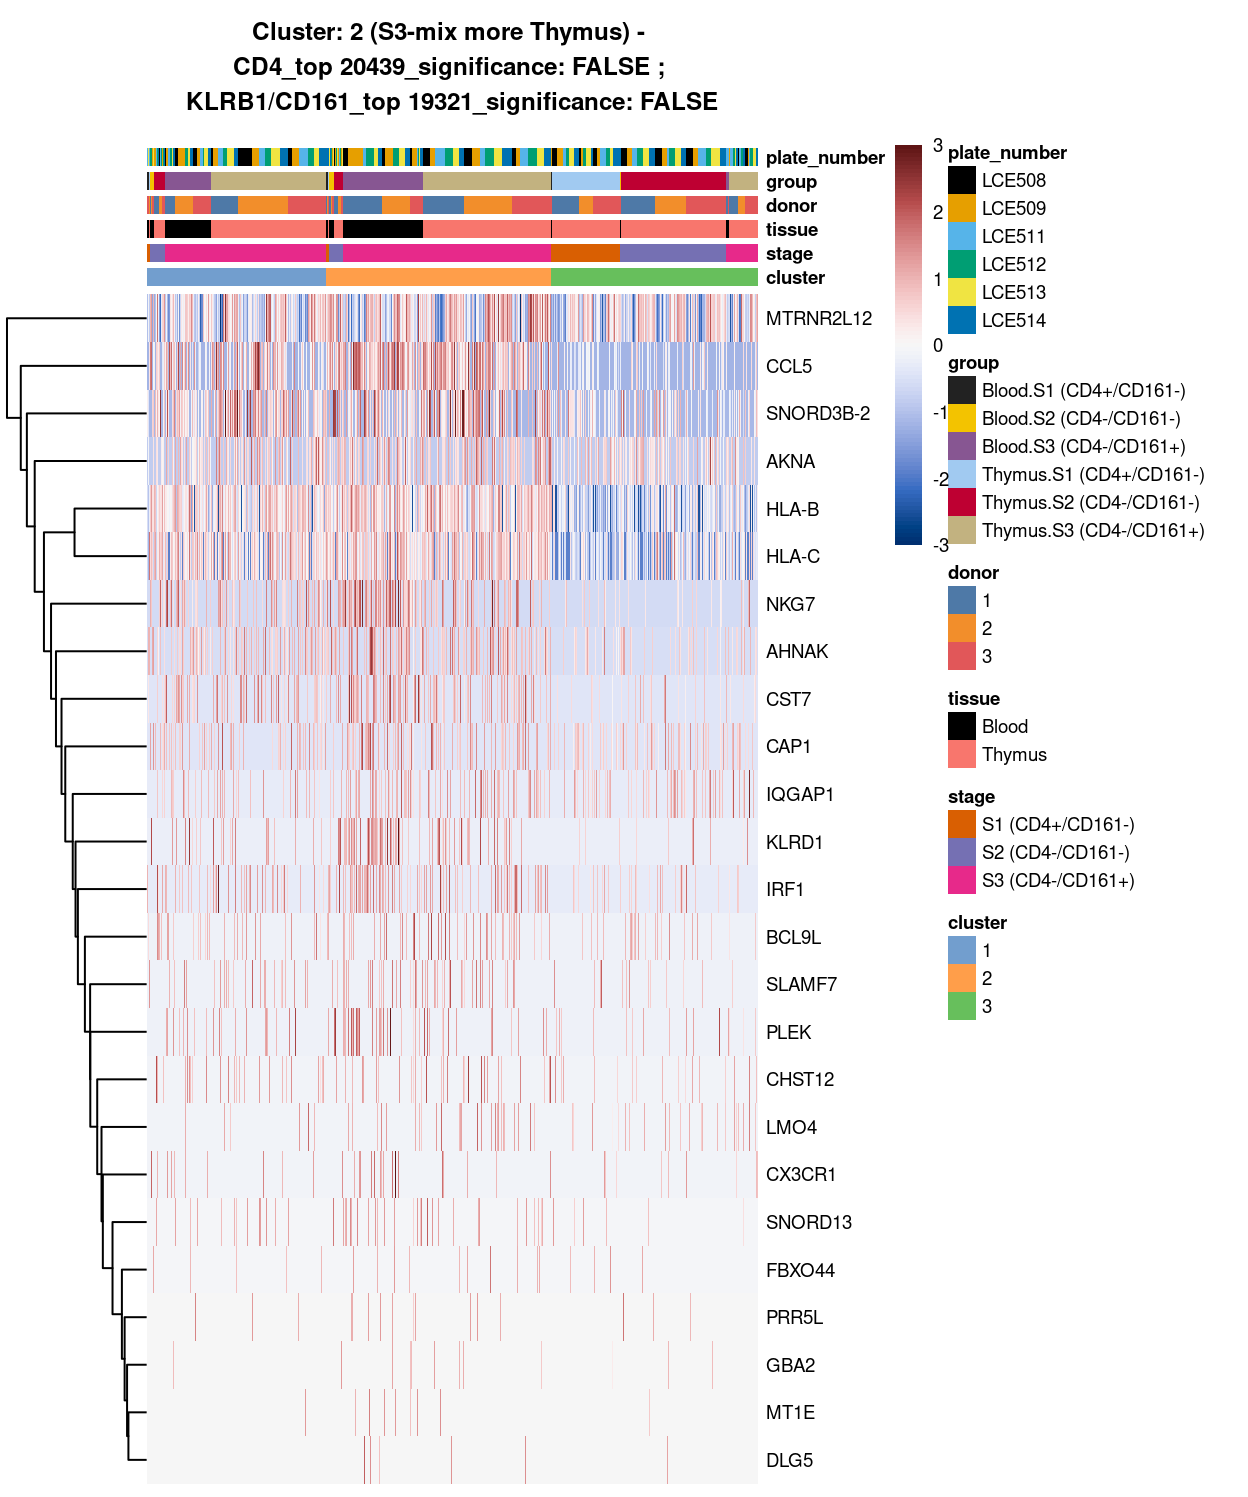 Cluster: 2 (S3-mix more Thymus) -
CD4_top 20439_significance: FALSE ;
KLRB1/CD161_top 19321_significance: FALSE
plate_number
group
donor
tissue
stage
cluster
MTRNR2L12
CCL5
SNORD3B-2
AKNA
HLA-B
HLA-C
NKG7
AHNAK
CST7
CAP1
IQGAP1
KLRD1
IRF1
BCL9L
SLAMF7
PLEK
CHST12
LMO4
CX3CR1
SNORD13
FBXO44
PRR5L
GBA2
MT1E
DLG5
3
2
1
0
-1
-2
-3
plate_number
LCE508
LCE509
LCE511
LCE512
LCE513
LCE514
group
Blood.S1 (CD4+/CD161-)
Blood.S2 (CD4-/CD161-)
Blood.S3 (CD4-/CD161+)
Thymus.S1 (CD4+/CD161-)
Thymus.S2 (CD4-/CD161-)
Thymus.S3 (CD4-/CD161+)
donor
1
2
3
tissue
Blood
Thymus
stage
S1 (CD4+/CD161-)
S2 (CD4-/CD161-)
S3 (CD4-/CD161+)
cluster
1
2
3